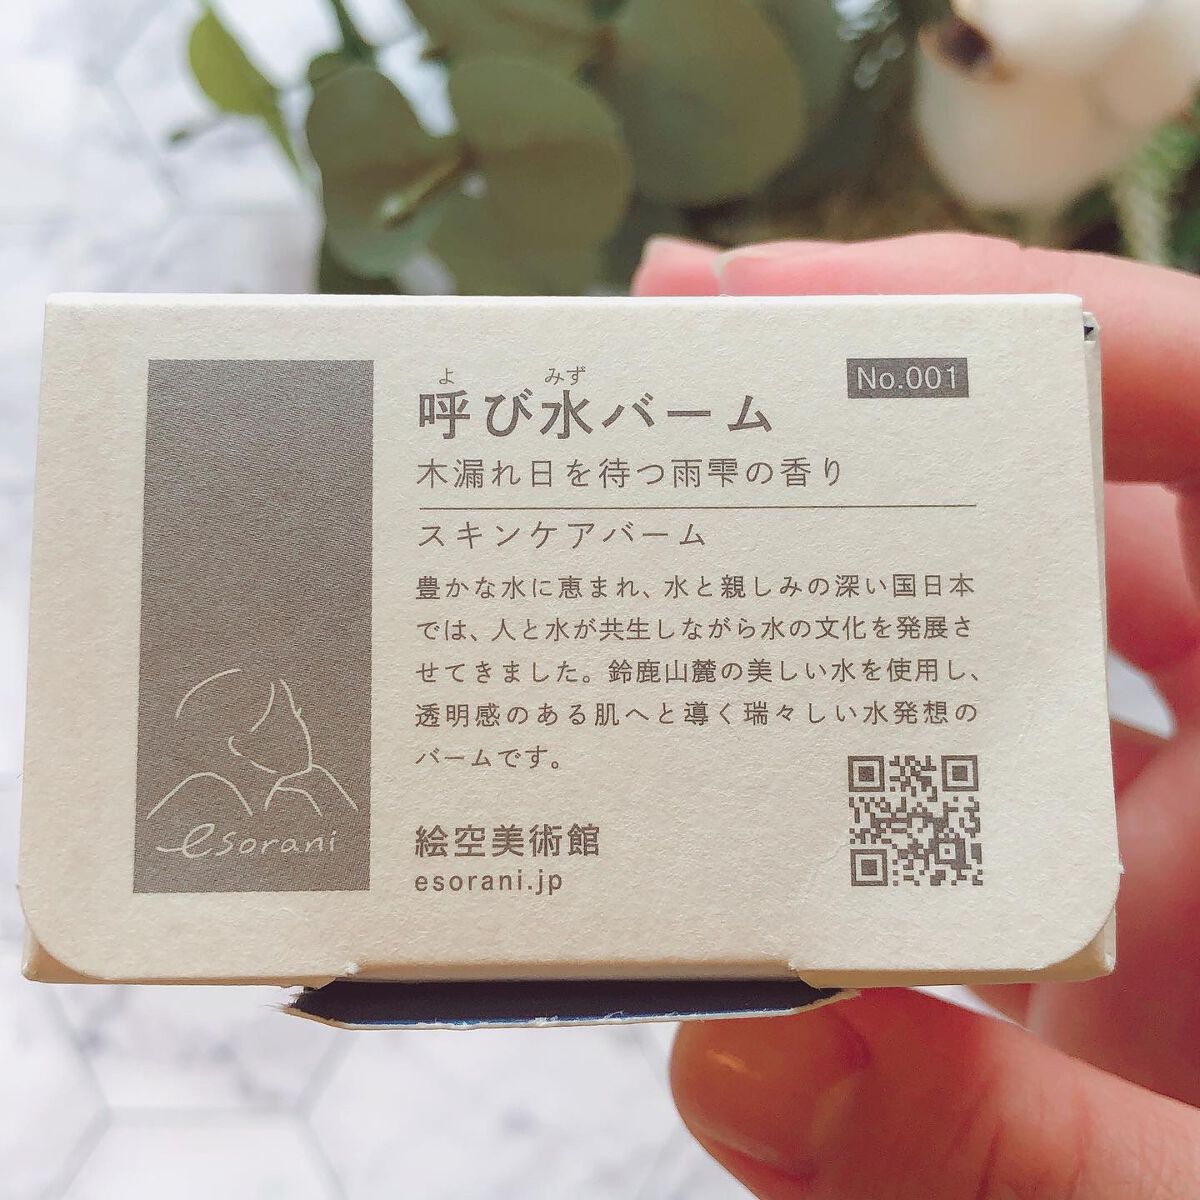 esorani
よ みず
呼び水バーム
No.001
木漏れ日を待つ雨雫の香り
スキンケアバーム
豊かな水に恵まれ、水と親しみの深い国日本
では、人と水が共生しながら水の文化を発展さ
せてきました。鈴鹿山麓の美しい水を使用し、
透明感のある肌へと導く瑞々しい水発想の
バームです。
絵空美術館
esorani.jp